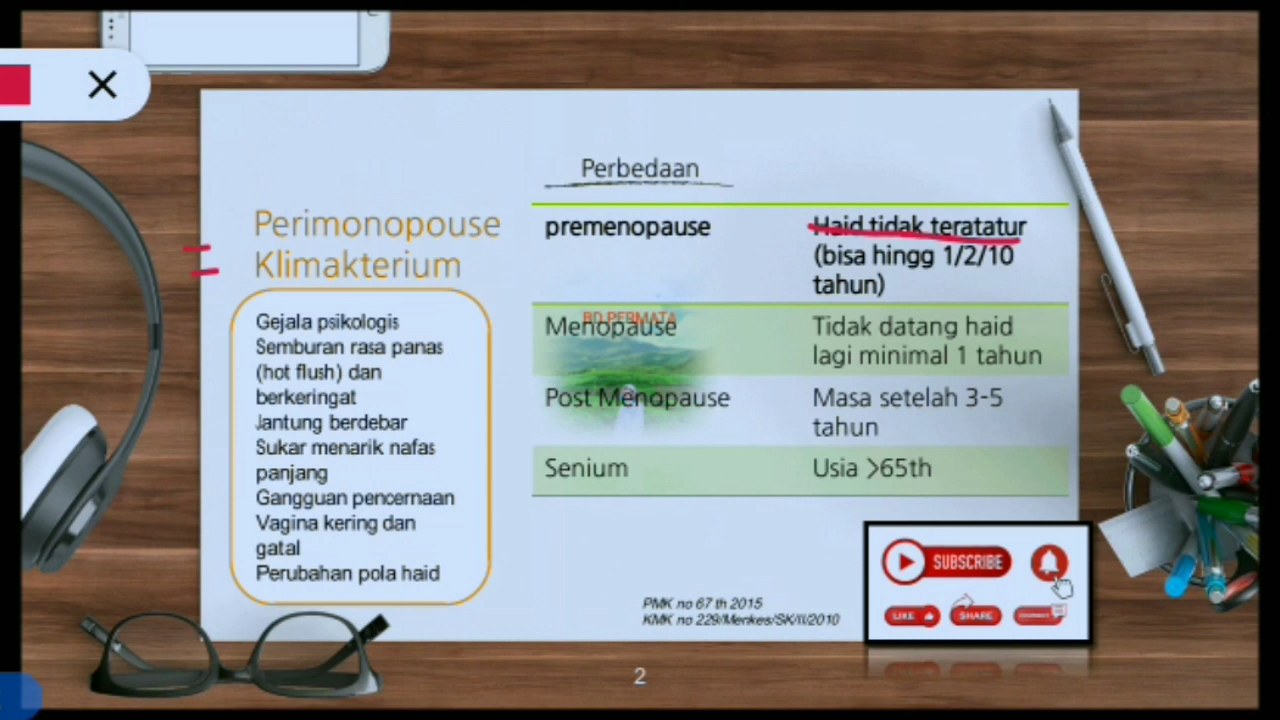 Perbedaan
Perimonopouse
Klimakterium
Gejala psikologis
Semburan rasa panas
(hot flush) dan
berkeringat
Jantung berdebar
Sukar menarik nafas
panjang
Gangguan pencernaan
Vagina kering dan
gatal
Perubahan pola haid
premenopause
Haid tidak teratatur
(bisa hingg 1/2/10
tahun)
BD PERMATA
Menopause
Tidak datang haid
lagi minimal 1 tahun
Post Menopause
Masa setelah 3-5
tahun
Senium
Usia >65th
PMK no 67 th 2015
KMK no 229/Menkes/SK/II/2010
SUBSCRIBE
LIKE
SHARE
2